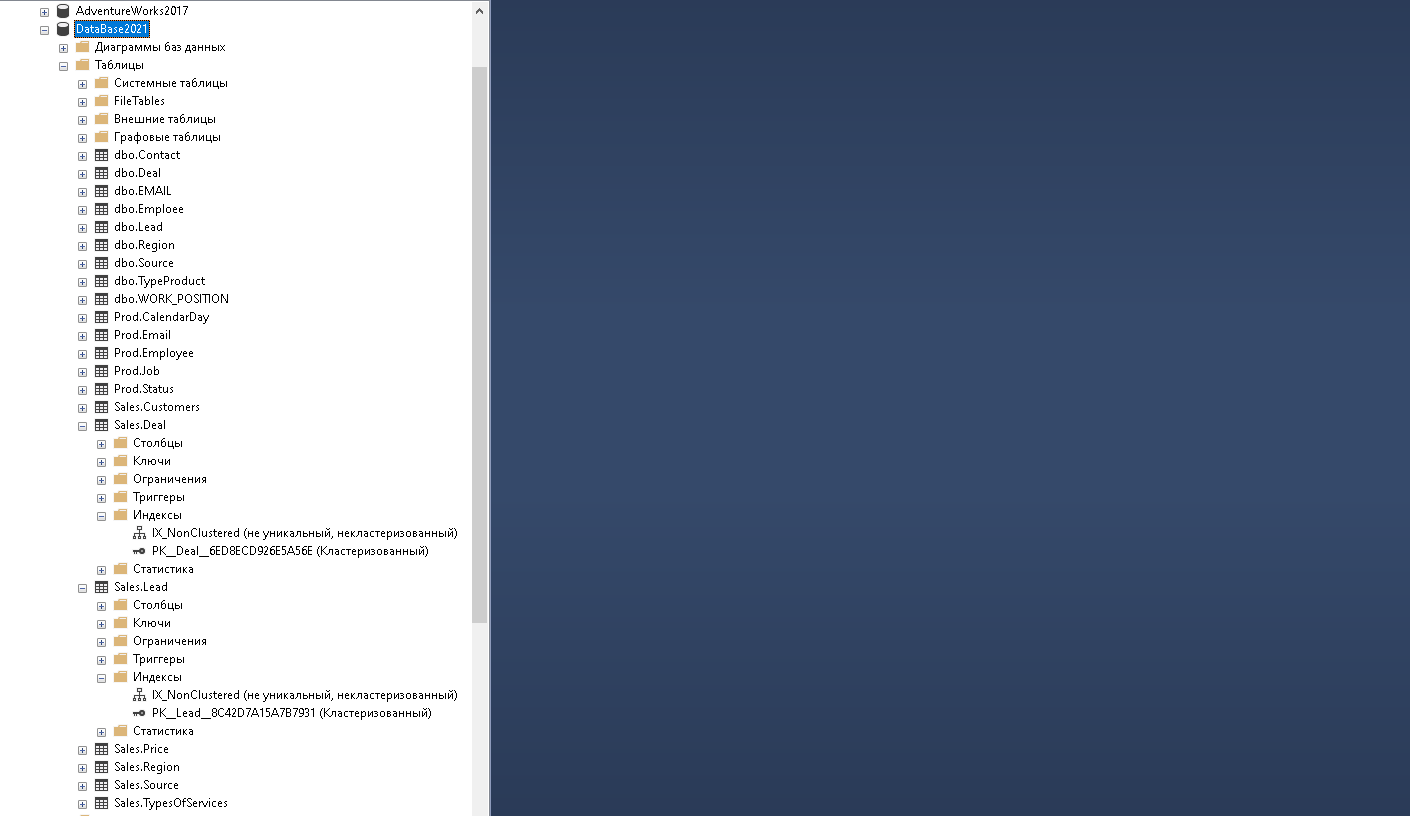 AdventureWorks2017
DataBase2021
Диаграммы баз данных
Таблицы
Системные таблицы
FileTables
Внешние таблицы
Графовые таблицы
dbo.Contact
dbo.Deal
dbo.EMAIL
dbo.Emploee
dbo.Lead
dbo.Region
dbo.Source
dbo.TypeProduct
dbo.WORK_POSITION
Prod.CalendarDay
Prod.Email
Prod.Employee
Prod.Job
Prod.Status
Sales.Customers
Sales.Deal
Столбцы
Ключи
Ограничения
Триггеры
Индексы
IX_NonClustered (не уникальный, некластеризованный)
PK__Deal__6ED8ECD926E5A56E (Кластеризованный)
Статистика
Sales.Lead
Столбцы
Ключи
Ограничения
Триггеры
Индексы
IX_NonClustered (не уникальный, некластеризованный)
PK__Lead__8C42D7A15A7B7931 (Кластеризованный)
Статистика
Sales.Price
Sales.Region
Sales.Source
Sales.TypesOfServices